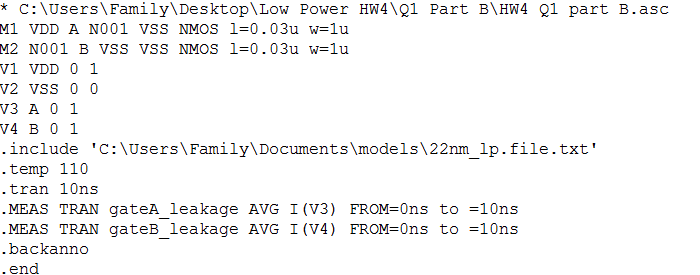 * C:\Users\Family\Desktop\Low Power HW4\Q1 Part B\HW4 Q1 part B.asc
M1 VDD A N001 VSS NMOS l=0.03u w=1u
M2 N001 B VSS VSS NMOS l=0.03u w=1u
V1 VDD 0 1
V2 VSS 0 0
V3 A 0 1
V4 B 0 1
.include 'C:\Users\Family\Documents\models\22nm_lp.file.txt'
.temp 110
.tran 10ns
.MEAS TRAN gateA_leakage AVG I(V3) FROM=0ns to =10ns
.MEAS TRAN gateB_leakage AVG I(V4) FROM=0ns to =10ns
.backanno
.end